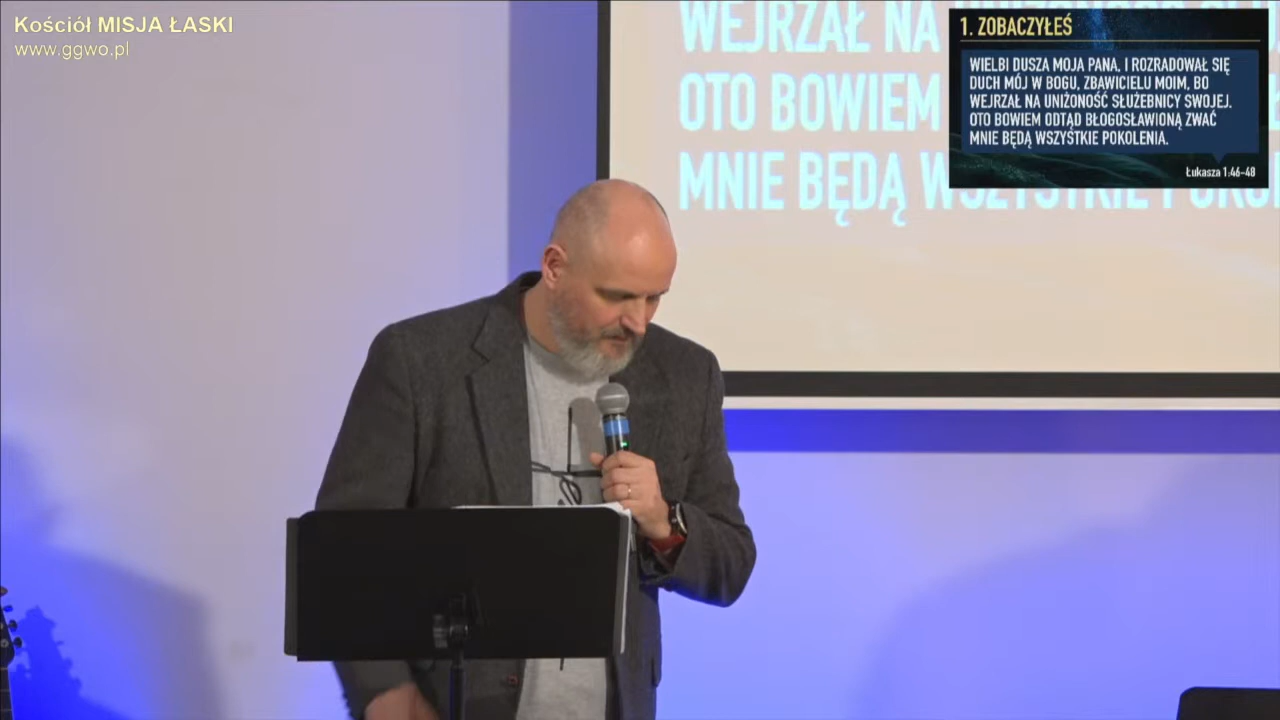 Kościół MISJA ŁASKI
www.ggwo.pl
WEJRZAŁ NA
OTO BOWIEM
MNIE BĘDĄ
1. ZOBACZYŁEŚ
WIELBI DUSZA MOJA PANA, I ROZRADOWAŁ SIĘ
DUCH MÓJ W BOGU, ZBAWICIELU MOIM, BO
WEJRZAŁ NA UNIŻONOŚĆ SŁUŻEBNICY SWOJEJ.
OTO BOWIEM ODTĄD BŁOGOSŁAWIONĄ ZWAĆ
MNIE BĘDĄ WSZYSTKIE POKOLENIA.
Łukasza 1:46-48